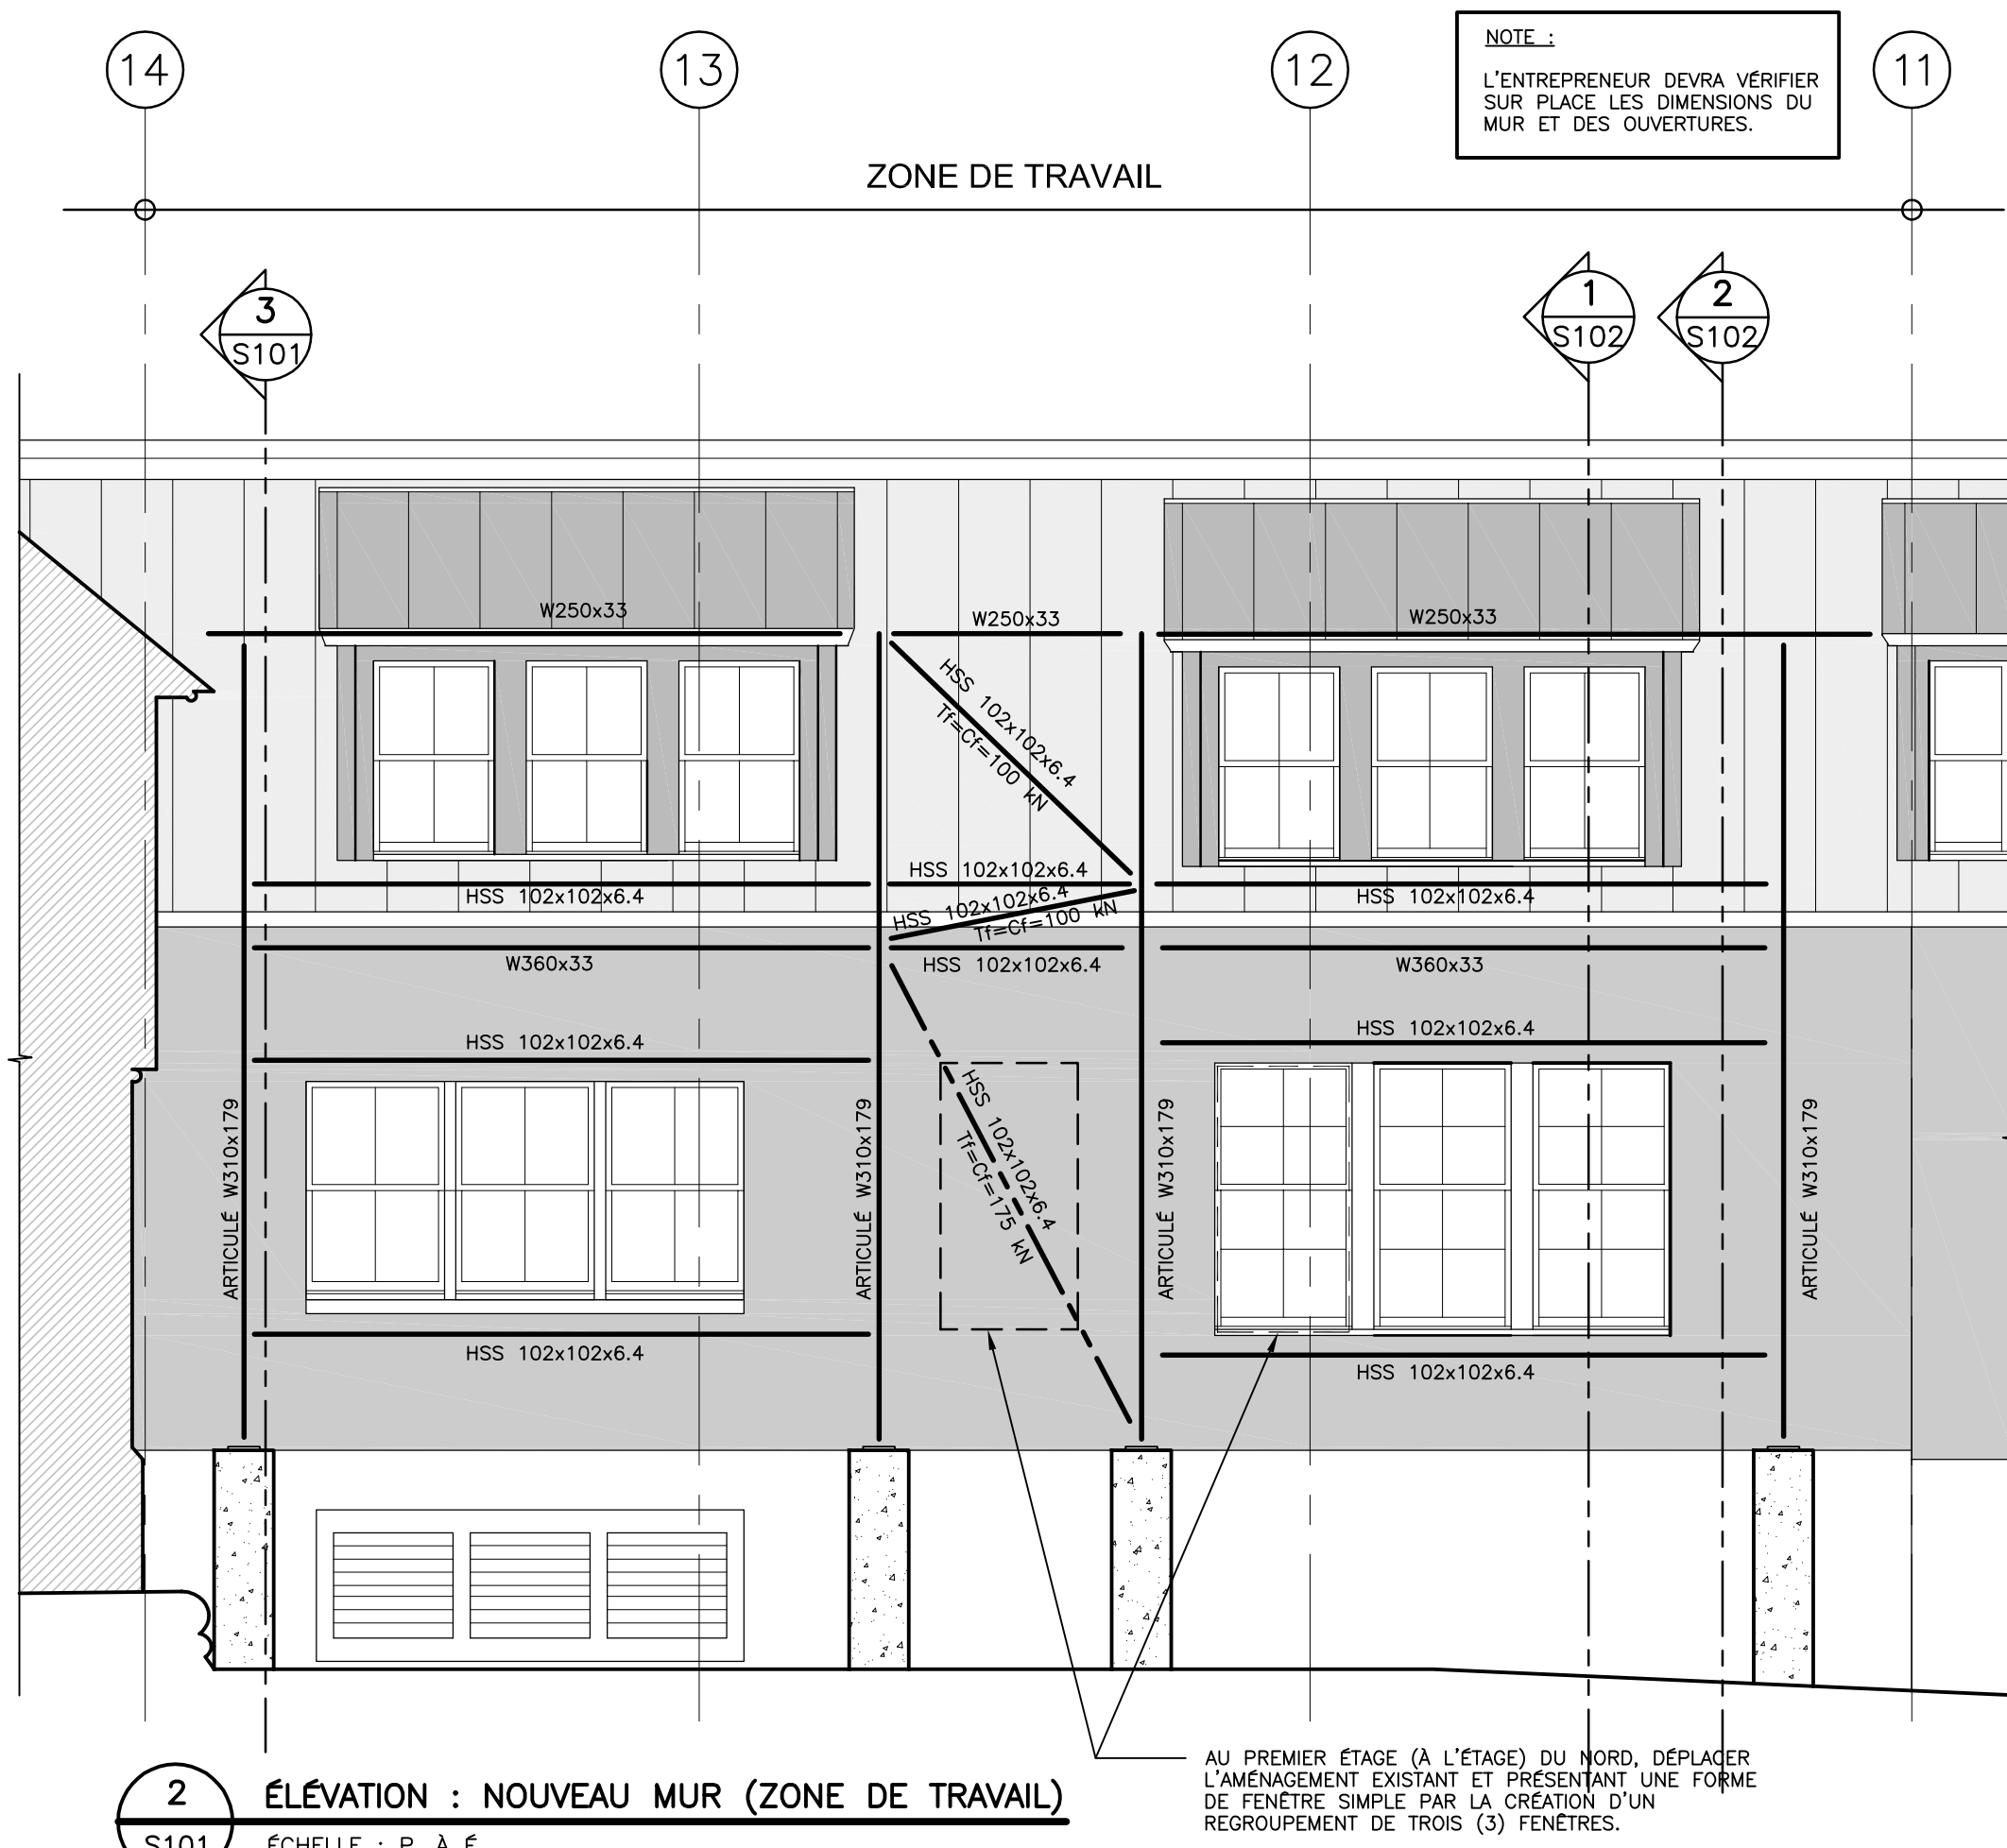 NOTE :
L'ENTREPRENEUR DEVRA VÉRIFIER
SUR PLACE LES DIMENSIONS DU
MUR ET DES OUVERTURES.
14
13
12
11
ZONE DE TRAVAIL
3
S101
1
S102
2
S102
W250x33
W250x33
W250x33
HSS 102x102x6.4
Tf=Cf=100 kN
HSS 102x102x6.4
HSS 102x102x6.4
HSS 102x102x6.4
HSS 102x102x6.4
Tf=Cf=100 kN
W360x33
HSS 102x102x6.4
W360x33
HSS 102x102x6.4
HSS 102x102x6.4
HSS 102x102x6.4
Tf=Cf=175 kN
ARTICULÉ W310x179
ARTICULÉ W310x179
ARTICULÉ W310x179
ARTICULÉ W310x179
HSS 102x102x6.4
HSS 102x102x6.4
AU PREMIER ÉTAGE (À L'ÉTAGE) DU NORD, DÉPLACER
L'AMÉNAGEMENT EXISTANT ET PRÉSENTANT UNE FORME
DE FENÊTRE SIMPLE PAR LA CRÉATION D'UN
REGROUPEMENT DE TROIS (3) FENÊTRES.
2
S101
ÉLÉVATION : NOUVEAU MUR (ZONE DE TRAVAIL)
ÉCHELLE : P. À É.